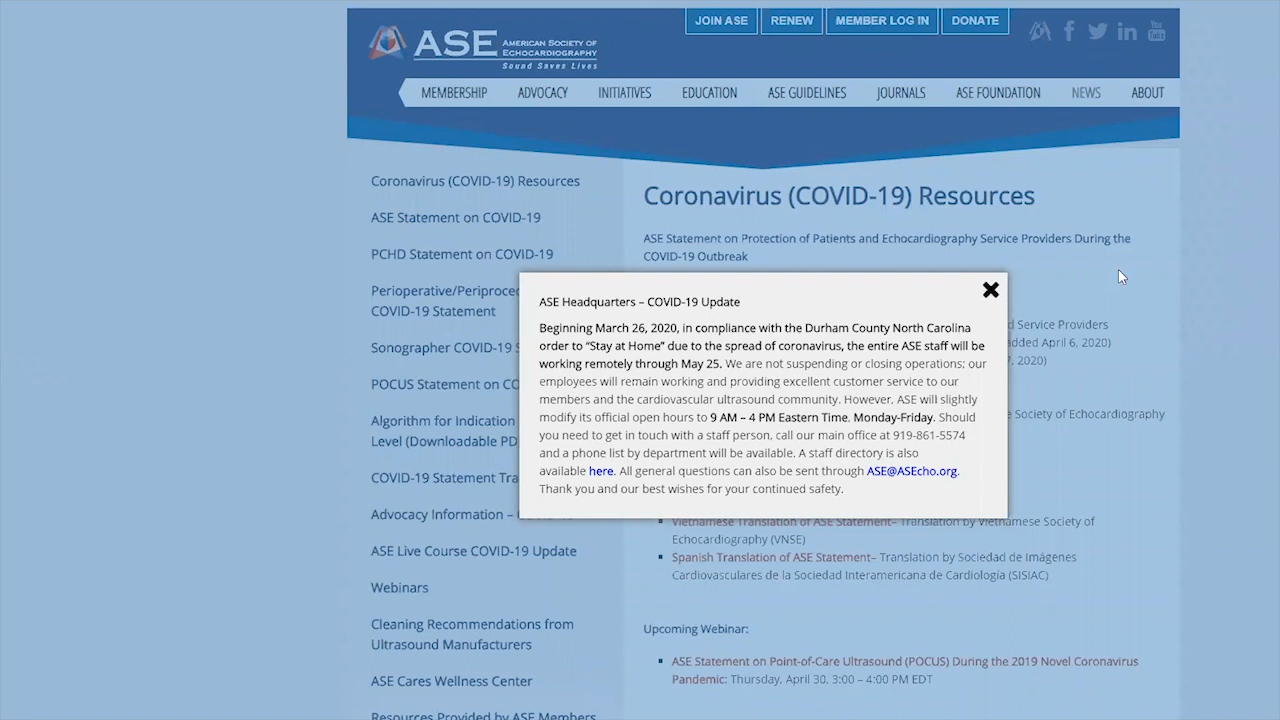 JOIN ASE
RENEW
MEMBER LOG IN
DONATE
ASE
AMERICAN SOCIETY OF
ECHOCARDIOGRAPHY
Sound Saves Lives
You
Tube
MEMBERSHIP
ADVOCACY
INITIATIVES
EDUCATION
ASE GUIDELINES
JOURNALS
ASE FOUNDATION
NEWS
ABOUT
Coronavirus (COVID-19) Resources
ASE Statement on COVID-19
PCHD Statement on COVID-19
COVID-19 Statement
Sonographer COVID-19 S
POCUS Statement on CO
Algorithm for Indication
Level (Downloadable PD
COVID-19 Statement Tra
Advocacy Information –
ASE Live Course COVID-19 Update
Webinars
Cleaning Recommendations from
Ultrasound Manufacturers
ASE Cares Wellness Center
Resources Provided by ASE Members
Coronavirus (COVID-19) Resources
ASE Statement on Protection of Patients and Echocardiography Service Providers During the
COVID-19 Outbreak
d Service Providers
added April 6, 2020)
7, 2020)
e Society of Echocardiography
ASE Headquarters – COVID-19 Update
Beginning March 26, 2020, in compliance with the Durham County North Carolina
order to “Stay at Home” due to the spread of coronavirus, the entire ASE staff will be
working remotely through May 25. We are not suspending or closing operations; our
employees will remain working and providing excellent customer service to our
members and the cardiovascular ultrasound community. However, ASE will slightly
modify its official open hours to 9 AM – 4 PM Eastern Time, Monday-Friday. Should
you need to get in touch with a staff person, call our main office at 919-861-5574
and a phone list by department will be available. A staff directory is also
available here. All general questions can also be sent through ASE@ASEcho.org.
Thank you and our best wishes for your continued safety.
Vietnamese Translation of ASE Statement– Translation by Vietnamese Society of
Echocardiography (VNSE)
Spanish Translation of ASE Statement– Translation by Sociedad de Imágenes
Cardiovasculares de la Sociedad Interamericana de Cardiología (SISIAC)
Upcoming Webinar:
ASE Statement on Point-of-Care Ultrasound (POCUS) During the 2019 Novel Coronavirus
Pandemic: Thursday, April 30, 3:00 – 4:00 PM EDT